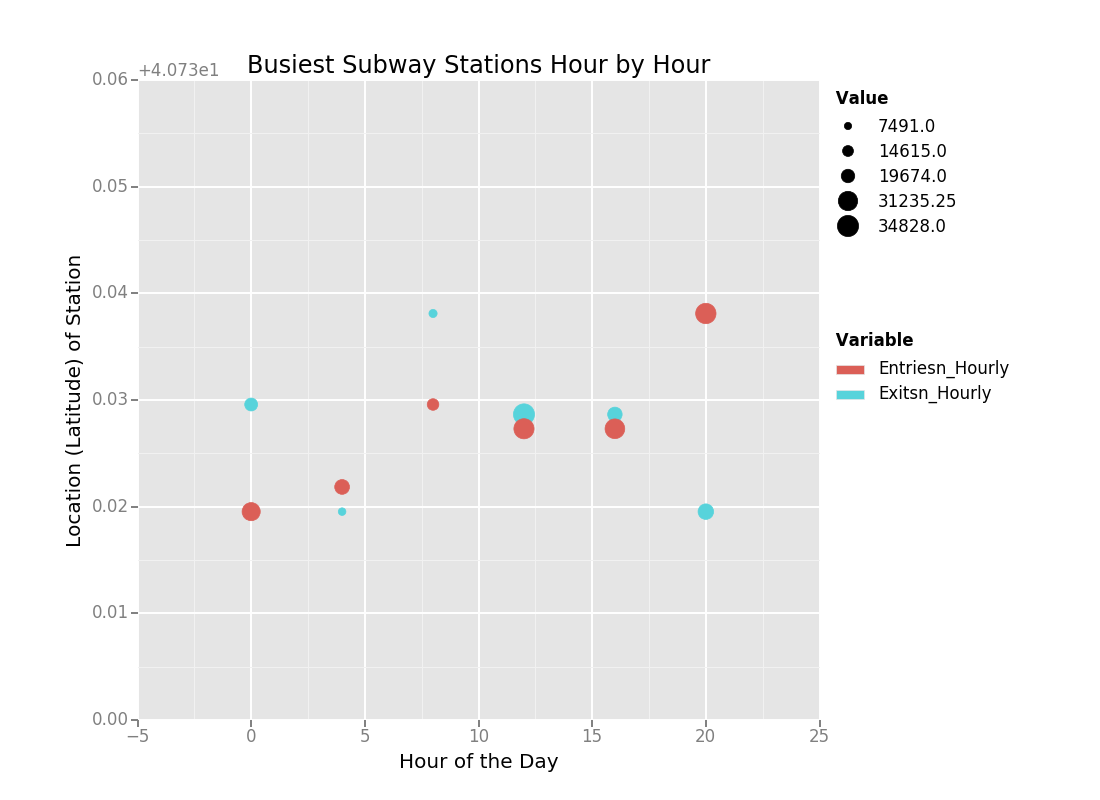 Busiest Subway Stations Hour by Hour
+4.073e1
0.06
0.05
0.04
0.03
0.02
0.01
0.00
Location (Latitude) of Station
−5
0
5
10
15
20
25
Hour of the Day
Value
7491.0
14615.0
19674.0
31235.25
34828.0
Variable
Entriesn_Hourly
Exitsn_Hourly